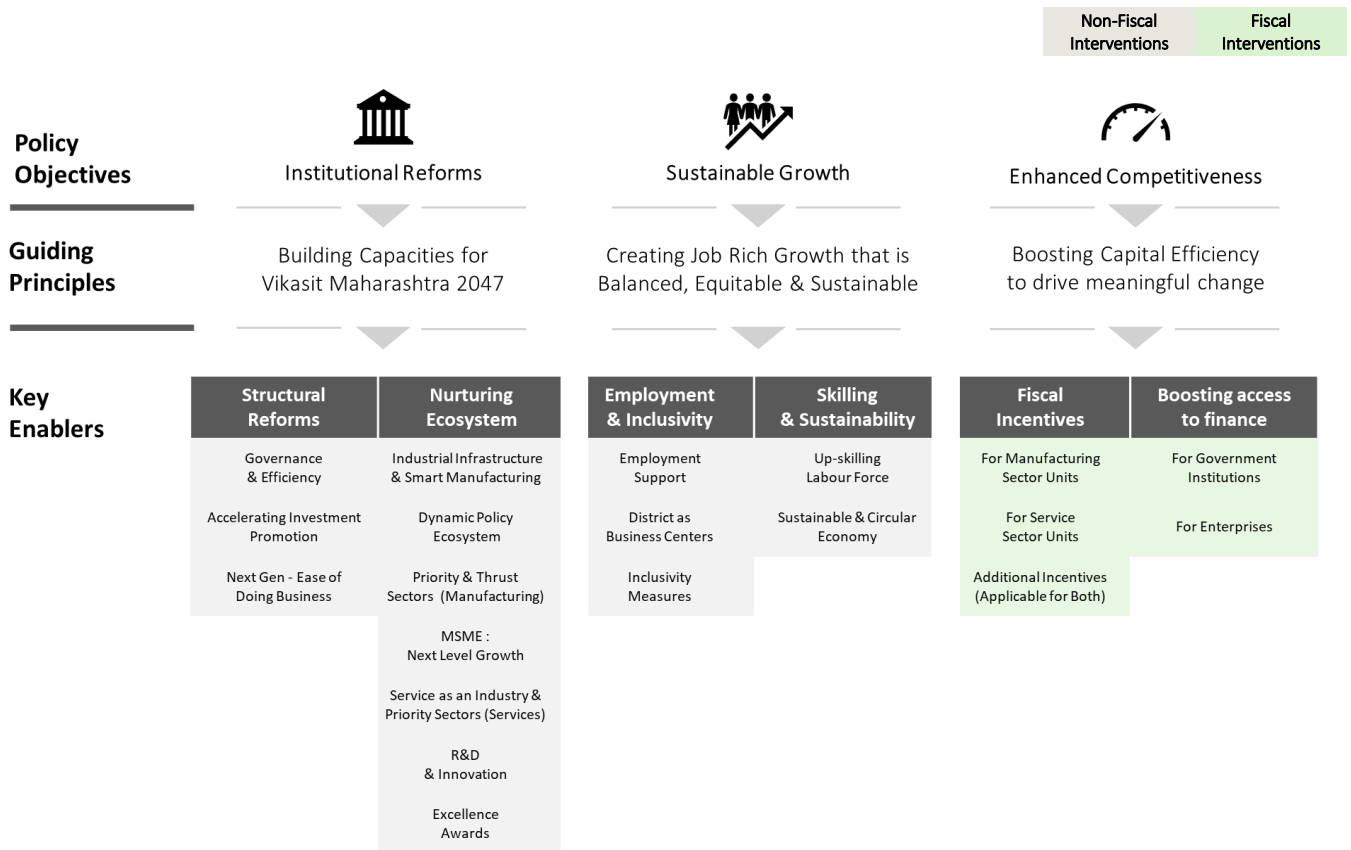 Non-Fiscal
Interventions
Fiscal
Interventions
Policy
Objectives
Institutional Reforms
Sustainable Growth
Enhanced Competitiveness
Guiding
Principles
Building Capacities for
Vikasit Maharashtra 2047
Creating Job Rich Growth that is
Balanced, Equitable & Sustainable
Boosting Capital Efficiency
to drive meaningful change
Key
Enablers
Structural
Reforms
Governance
& Efficiency
Accelerating Investment
Promotion
Next Gen - Ease of
Doing Business
Nurturing
Ecosystem
Industrial Infrastructure
& Smart Manufacturing
Dynamic Policy
Ecosystem
Priority & Thrust
Sectors (Manufacturing)
MSME :
Next Level Growth
Service as an Industry &
Priority Sectors (Services)
R&D
& Innovation
Excellence
Awards
Employment
& Inclusivity
Employment
Support
District as
Business Centers
Inclusivity
Measures
Skilling
& Sustainability
Up-skilling
Labour Force
Sustainable & Circular
Economy
Fiscal
Incentives
For Manufacturing
Sector Units
For Service
Sector Units
Additional Incentives
(Applicable for Both)
Boosting access
to finance
For Government
Institutions
For Enterprises